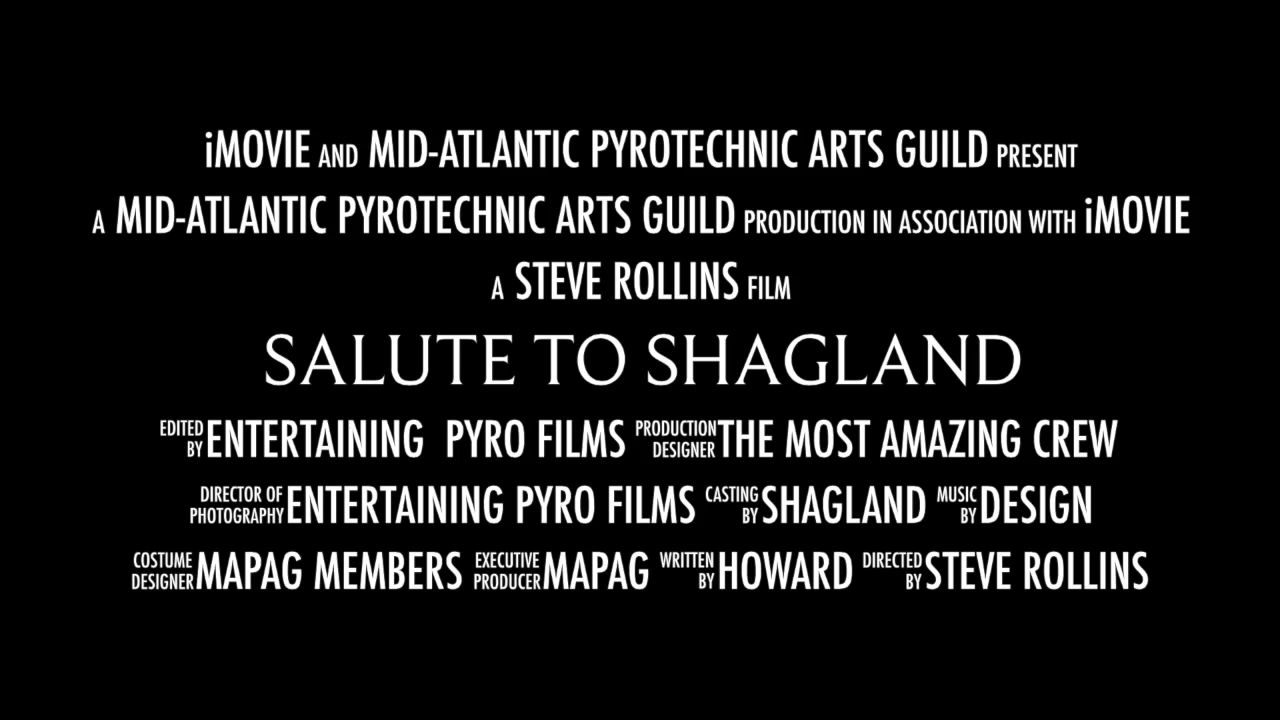 iMOVIE AND MID-ATLANTIC PYROTECHNIC ARTS GUILD PRESENT
A MID-ATLANTIC PYROTECHNIC ARTS GUILD PRODUCTION IN ASSOCIATION WITH iMOVIE
A STEVE ROLLINS FILM
SALUTE TO SHAGLAND
EDITED BY ENTERTAINING PYRO FILMS PRODUCTION DESIGNER THE MOST AMAZING CREW
DIRECTOR OF PHOTOGRAPHY ENTERTAINING PYRO FILMS CASTING BY SHAGLAND MUSIC BY DESIGN
COSTUME DESIGNER MAPAG MEMBERS EXECUTIVE PRODUCER MAPAG WRITTEN BY HOWARD DIRECTED BY STEVE ROLLINS